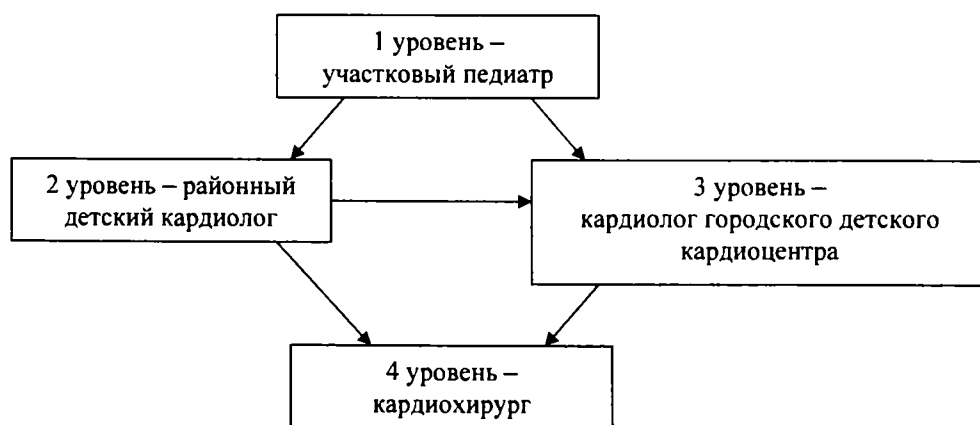 1 уровень –
участковый педиатр
2 уровень – районный
детский кардиолог
3 уровень –
кардиолог городского детского
кардиоцентра
4 уровень –
кардиохирург